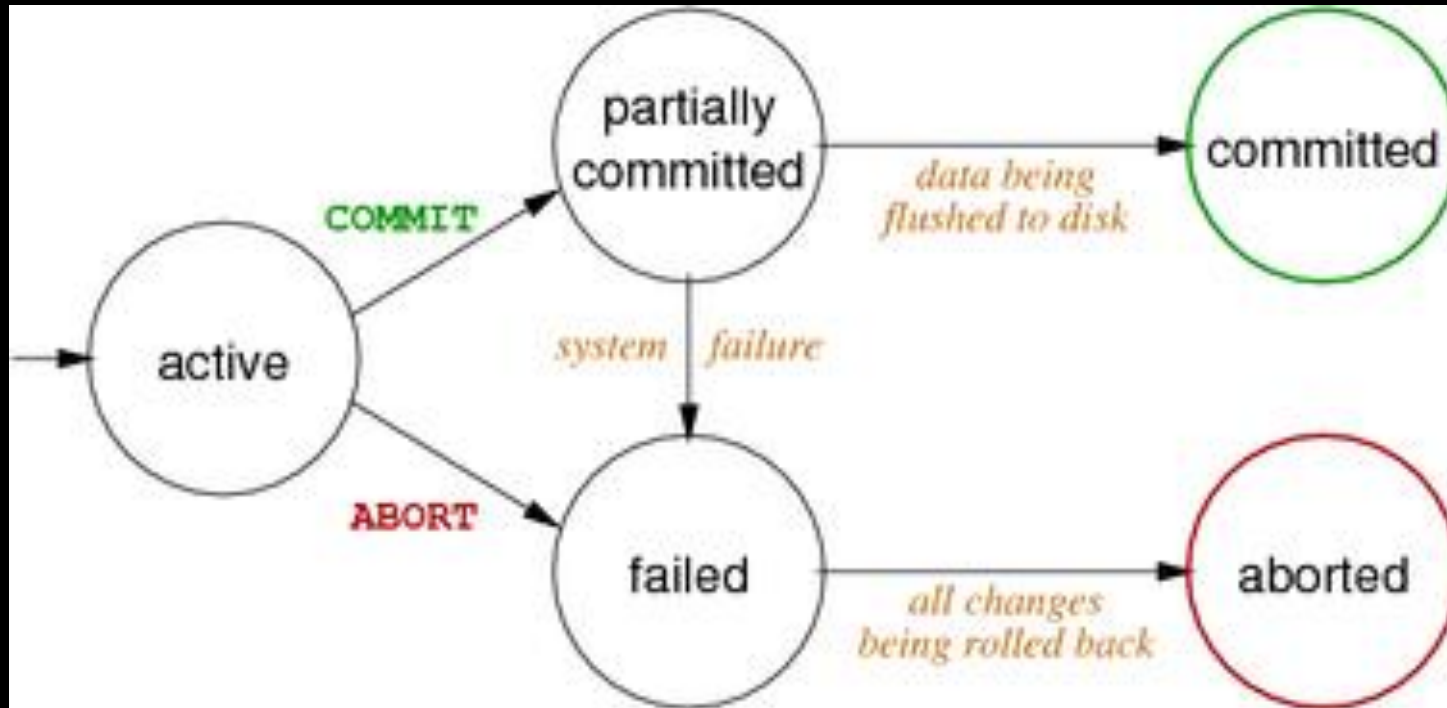 partially
committed
committed
data being
flushed to disk
COMMIT
active
system failure
ABORT
failed
aborted
all changes
being rolled back